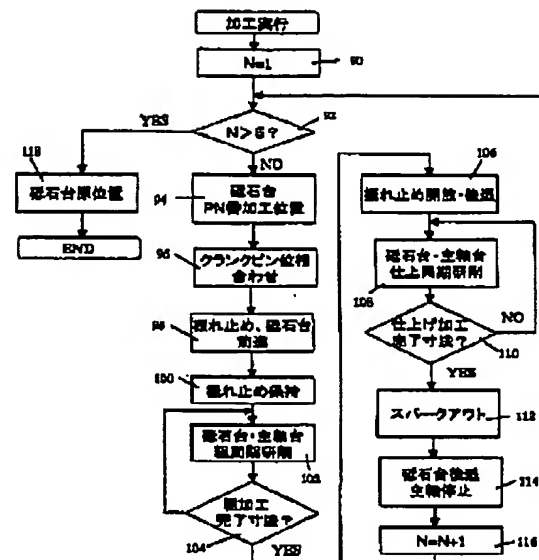 加工実行
N=1
90
N>6?
92
YES
NO
118
砥石台原位置
END
94
砥石台
PN番加工位置
96
クランクピン位相
合わせ
98
振れ止め、砥石台
前進
100
振れ止め保持
砥石台・主軸台
粗同期研削
102
粗加工
完了寸法?
104
YES
106
振れ止め開放・後退
砥石台・主軸台
仕上同期研削
108
仕上げ加工
完了寸法?
NO
110
YES
スパークアウト
112
砥石台後退
主軸停止
114
N=N+1
116